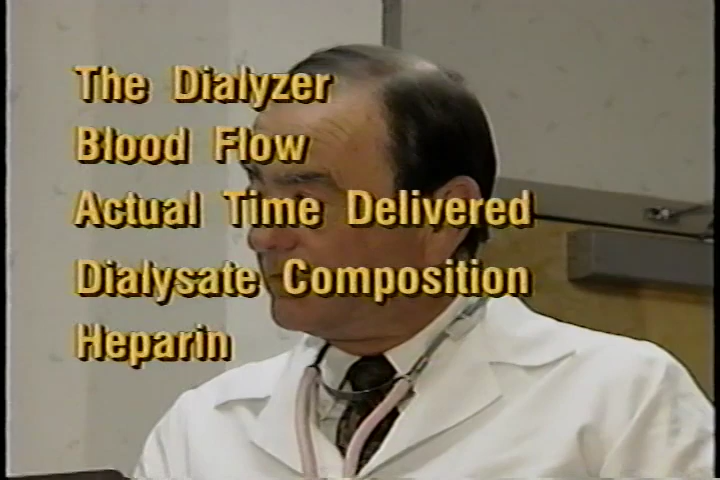 The Dialyzer
Blood Flow
Actual Time Delivered
Dialysate Composition
Heparin